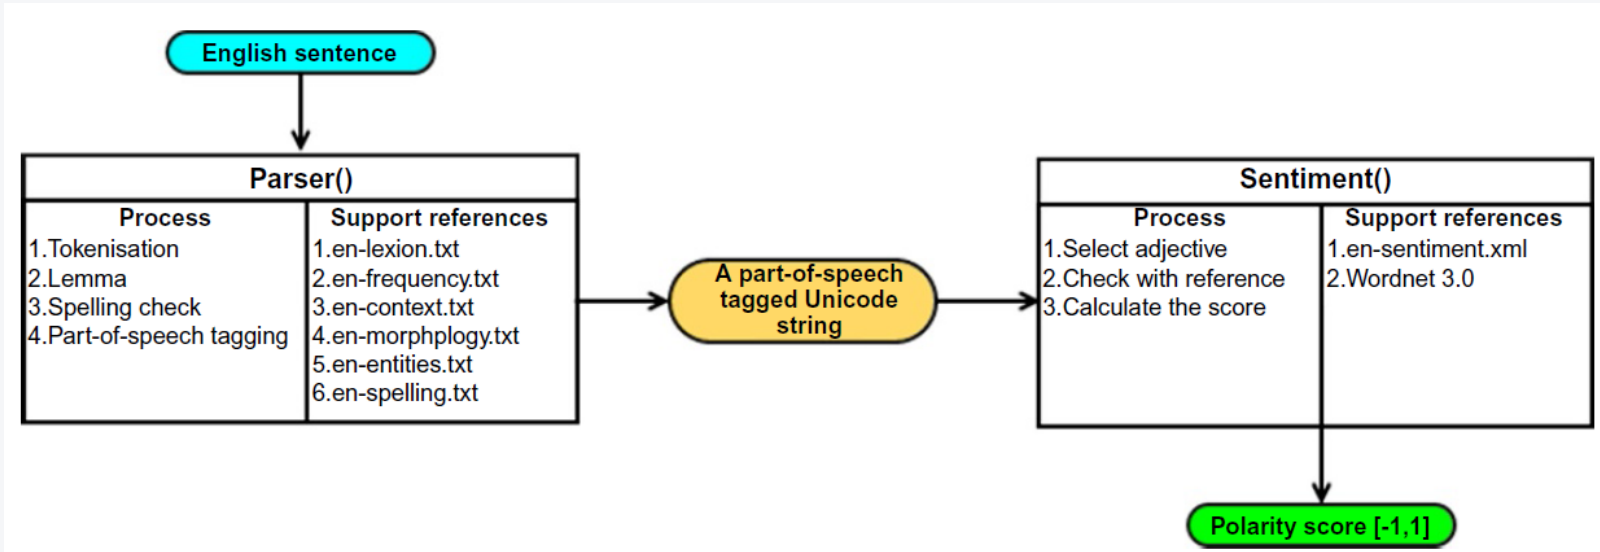 English sentence
Parser()
Process
1.Tokenisation
2.Lemma
3.Spelling check
4.Part-of-speech tagging
Support references
1.en-lexion.txt
2.en-frequency.txt
3.en-context.txt
4.en-morphplogy.txt
5.en-entities.txt
6.en-spelling.txt
A part-of-speech
tagged Unicode
string
Sentiment()
Process
1.Select adjective
2.Check with reference
3.Calculate the score
Support references
1.en-sentiment.xml
2.Wordnet 3.0
Polarity score [-1,1]